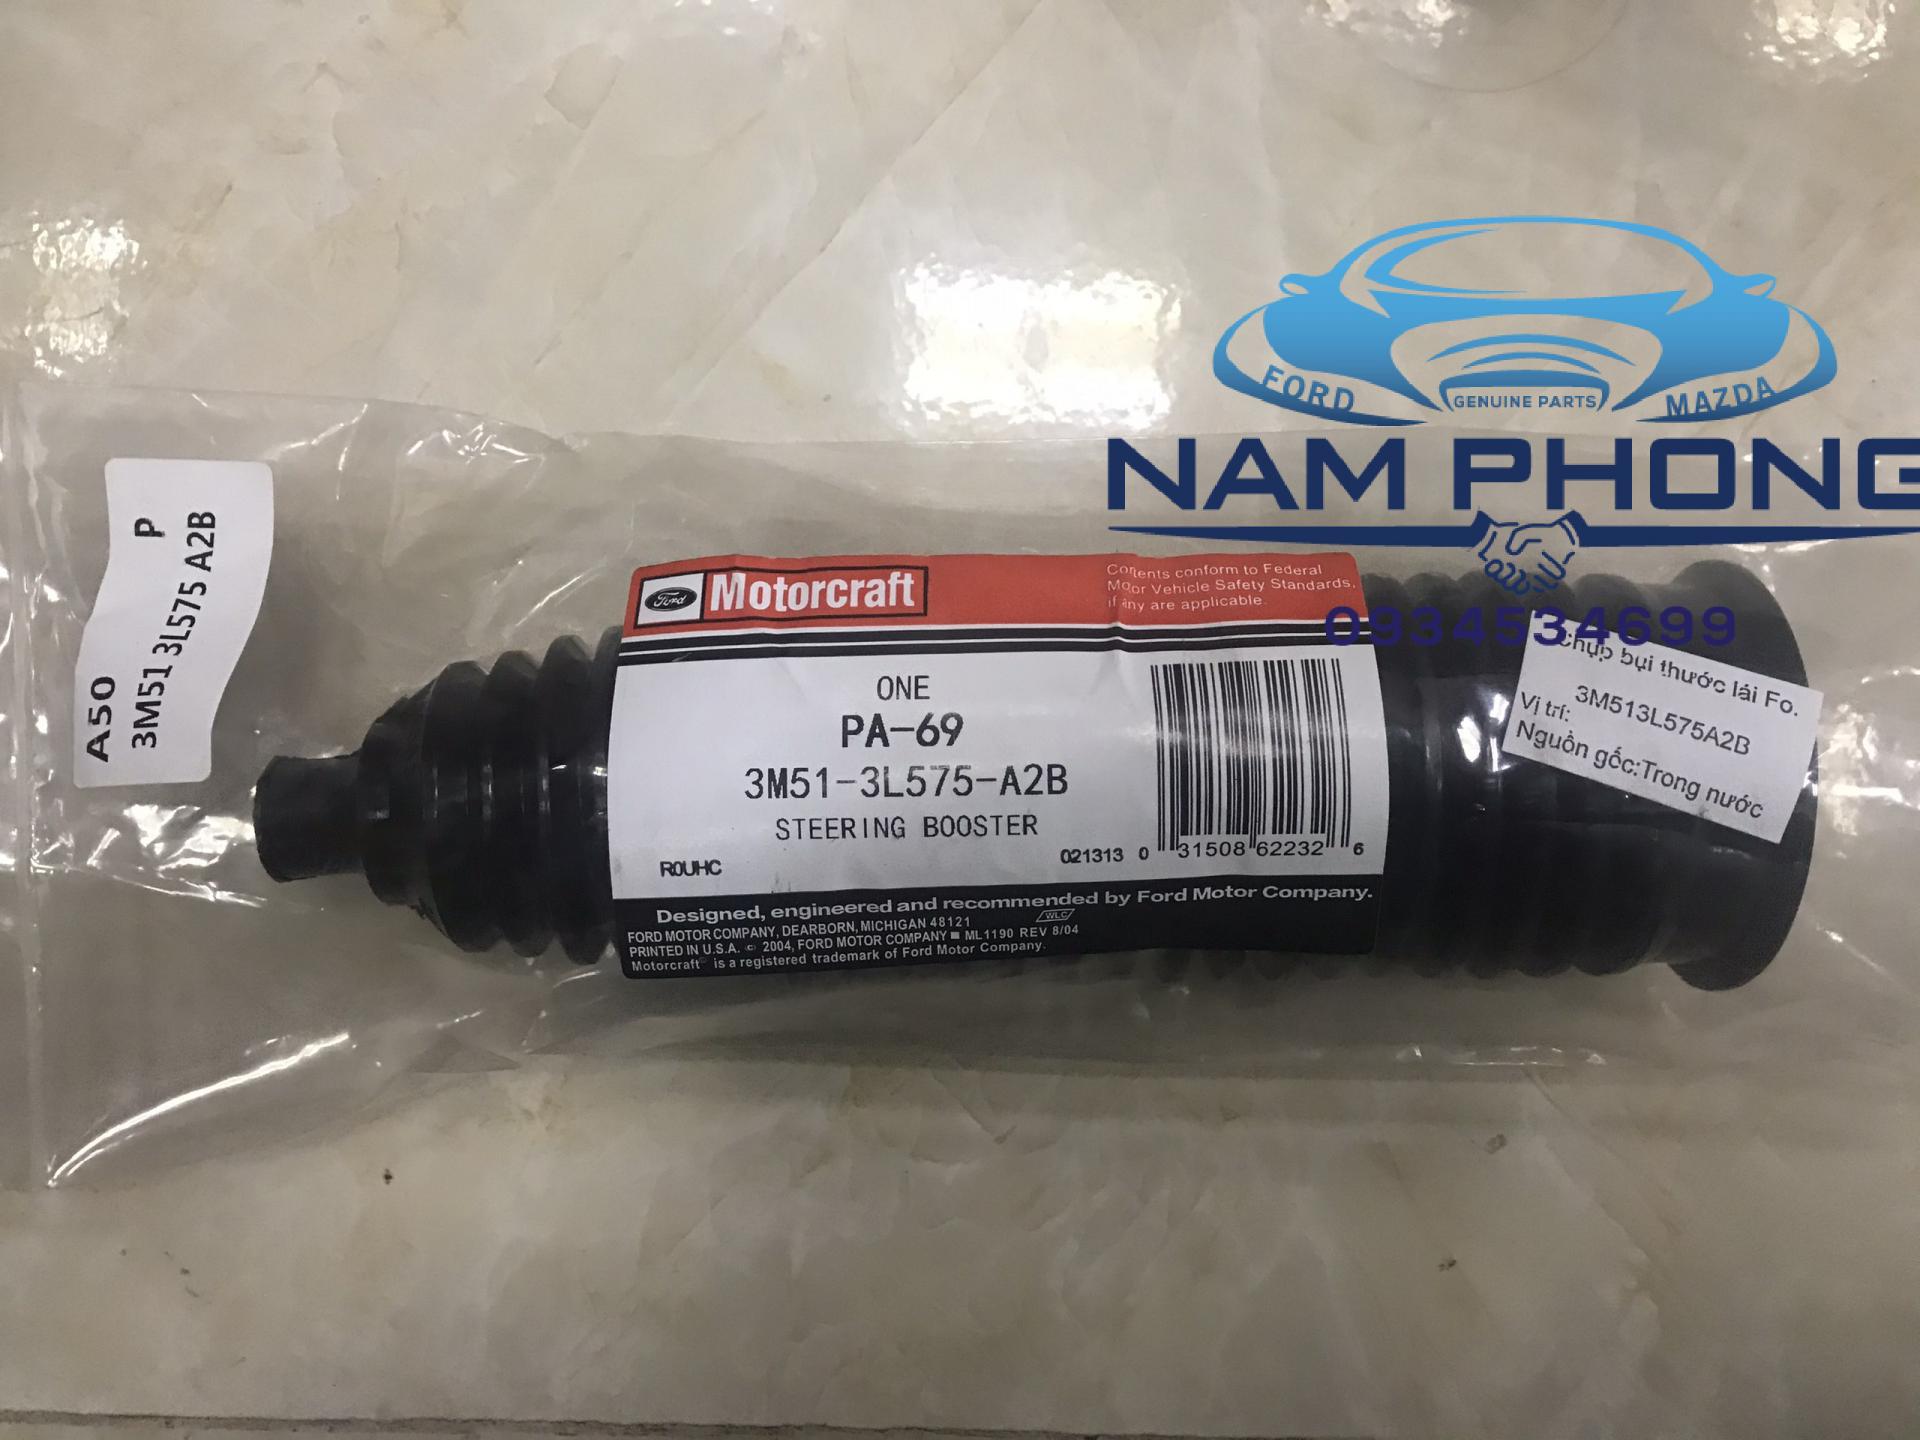 FORD
GENUINE PARTS
MAZDA
NAM PHONG
0934534699
A50 P
3M51 3L575 A2B
Ford
Motorcraft
Contents conform to Federal
Motor Vehicle Safety Standards,
if any are applicable.
ONE
PA-69
3M51-3L575-A2B
STEERING BOOSTER
R0UHC
021313 0 31508 62232 6
Designed, engineered and recommended by Ford Motor Company.
FORD MOTOR COMPANY, DEARBORN, MICHIGAN 48121
WLC
PRINTED IN U.S.A. © 2004, FORD MOTOR COMPANY ■ ML1190 REV 8/04
Motorcraft® is a registered trademark of Ford Motor Company.
Chụp bụi thước lái Fo.
3M513L575A2B
Vị trí:
Nguồn gốc:Trong nước